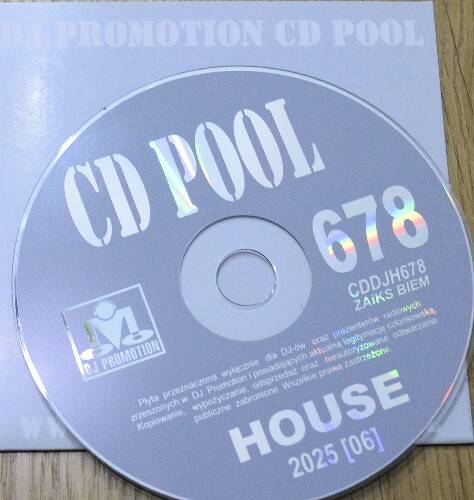 DJ PROMOTION CD POOL
CD POOL
678
CDDJH678
ZAiKS BIEM
DJ PROMOTION
Płyta przeznaczona wyłącznie dla DJ-ów oraz prezenterów radiowych
zrzeszonych w DJ Promotion i posiadających aktualną legitymację członkowską.
Kopiowanie, wypożyczanie, odsprzedaż oraz nieautoryzowane odtwarzanie
publiczne zabronione Wszelkie prawa zastrzeżone.
HOUSE
2025 [06]